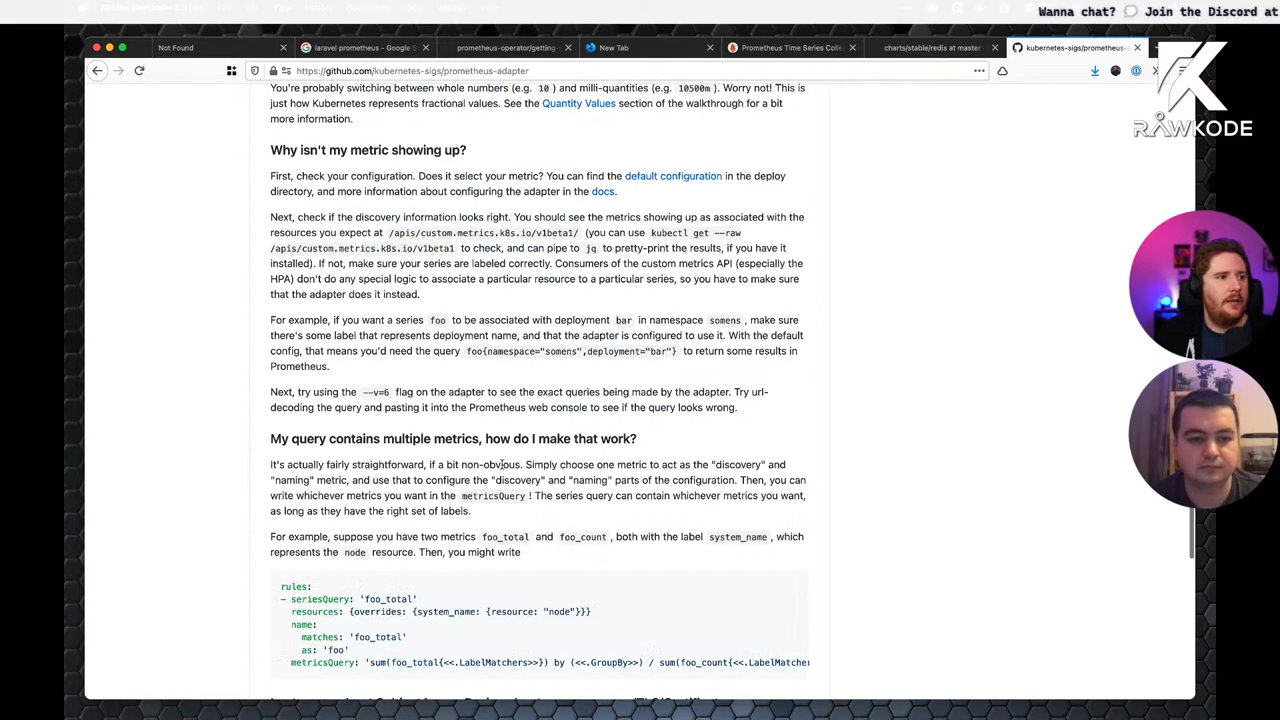 Wanna chat? Join the Discord at
Not Found
laravel prometheus - Google S
prometheus-operator/getting-
New Tab
Prometheus Time Series Collec
charts/stable/redis at master
kubernetes-sigs/prometheus-a
https://github.com/kubernetes-sigs/prometheus-adapter
RAWKODE
You're probably switching between whole numbers (e.g. 10 ) and milli-quantities (e.g. 10500m ). Worry not! This is
just how Kubernetes represents fractional values. See the Quantity Values section of the walkthrough for a bit
more information.
Why isn't my metric showing up?
First, check your configuration. Does it select your metric? You can find the default configuration in the deploy
directory, and more information about configuring the adapter in the docs.
Next, check if the discovery information looks right. You should see the metrics showing up as associated with the
resources you expect at /apis/custom.metrics.k8s.io/v1beta1/ (you can use kubectl get --raw
/apis/custom.metrics.k8s.io/v1beta1 to check, and can pipe to jq to pretty-print the results, if you have it
installed). If not, make sure your series are labeled correctly. Consumers of the custom metrics API (especially the
HPA) don't do any special logic to associate a particular resource to a particular series, so you have to make sure
that the adapter does it instead.
For example, if you want a series foo to be associated with deployment bar in namespace somens , make sure
there's some label that represents deployment name, and that the adapter is configured to use it. With the default
config, that means you'd need the query foo{namespace="somens",deployment="bar"} to return some results in
Prometheus.
Next, try using the --v=6 flag on the adapter to see the exact queries being made by the adapter. Try url-
decoding the query and pasting it into the Prometheus web console to see if the query looks wrong.
My query contains multiple metrics, how do I make that work?
It's actually fairly straightforward, if a bit non-obvious. Simply choose one metric to act as the "discovery" and
"naming" metric, and use that to configure the "discovery" and "naming" parts of the configuration. Then, you can
write whichever metrics you want in the metricsQuery ! The series query can contain whichever metrics you want,
as long as they have the right set of labels.
For example, suppose you have two metrics foo_total and foo_count , both with the label system_name , which
represents the node resource. Then, you might write
rules:
- seriesQuery: 'foo_total'
resources: {overrides: {system_name: {resource: "node"}}}
name:
matches: 'foo_total'
as: 'foo'
metricsQuery: 'sum(foo_total{<<.LabelMatchers>>}) by (<<.GroupBy>>) / sum(foo_count{<<.LabelMatcher